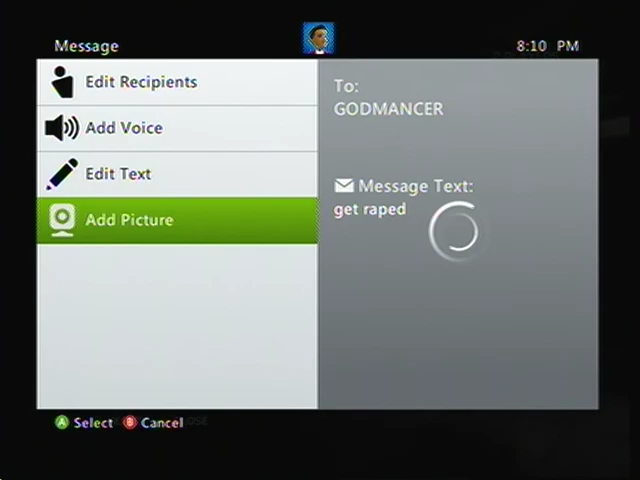 Message
8:10 PM
Edit Recipients
Add Voice
Edit Text
Add Picture
To:
GODMANCER
Message Text:
get raped
A Select B Cancel